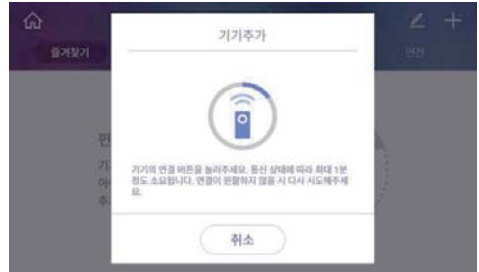 기기추가
즐겨찾기
안전
기기의 연결 버튼을 눌러주세요. 통신 상태에 따라 최대 1분
정도 소요됩니다. 연결이 원활하지 않을 시 다시 시도해주세
요.
취소